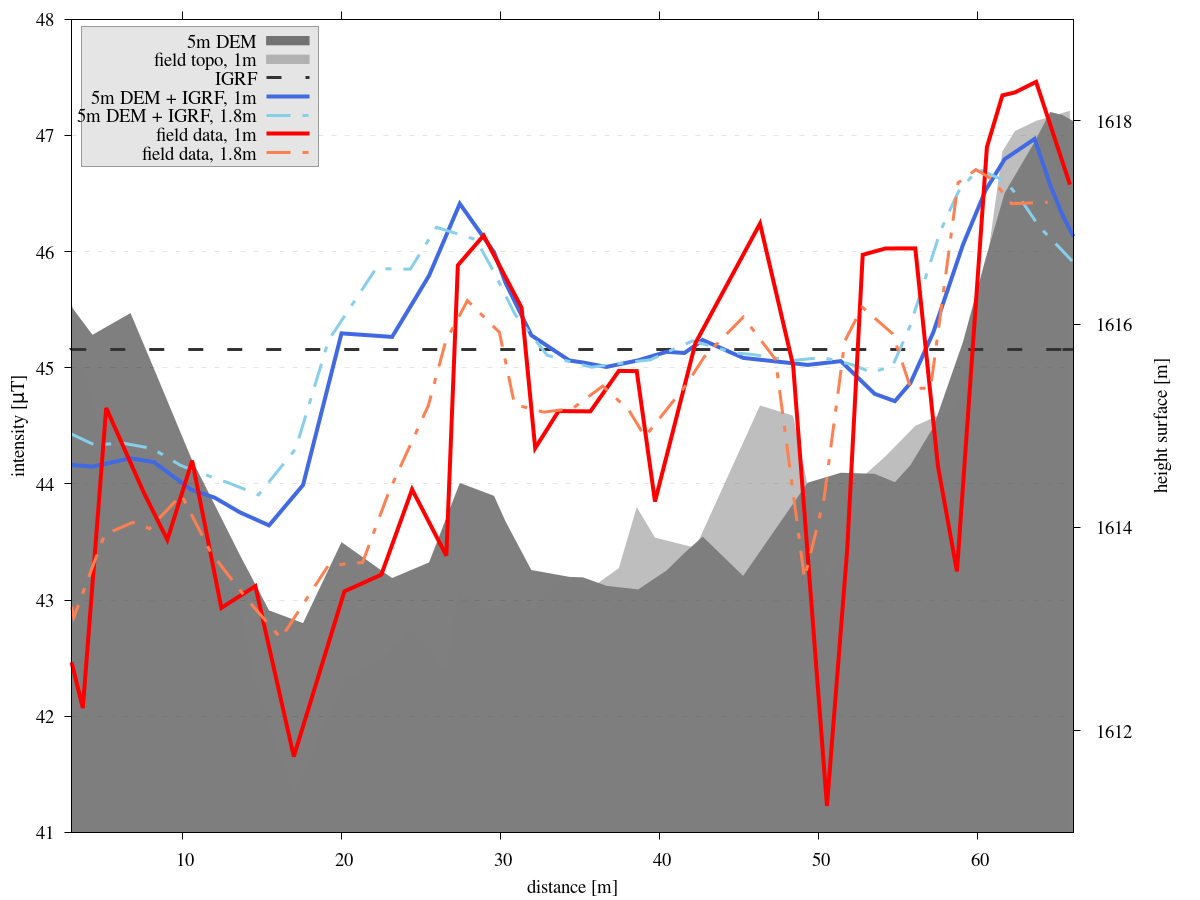 48
47
46
45
44
43
42
41
intensity [µT]
5m DEM
field topo, 1m
IGRF
5m DEM + IGRF, 1m
5m DEM + IGRF, 1.8m
field data, 1m
field data, 1.8m
1618
1616
1614
1612
height surface [m]
10 20 30 40 50 60
distance [m]